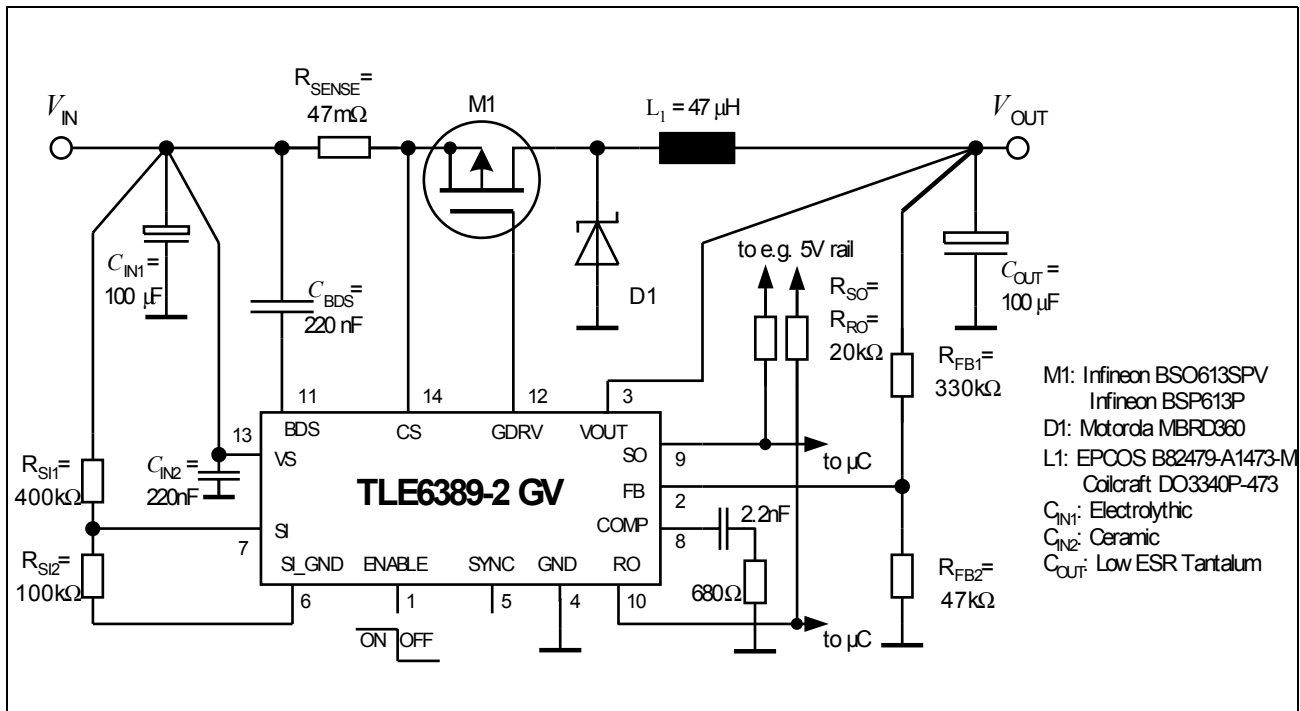 R_SENSE=
47mΩ
V_IN
M1
L_1 = 47 µH
V_OUT
C_IN1 =
100 µF
C_BDS =
220 nF
D1
to e.g. 5V rail
R_SO=
R_RO=
20kΩ
C_OUT =
100 µF
R_FB1=
330kΩ
M1: Infineon BSO613SPV
Infineon BSP613P
D1: Motorola MBRD360
L1: EPCOS B82479-A1473-M
Coilcraft DO3340P-473
C_IN1: Electrolythic
C_IN2: Ceramic
C_OUT: Low ESR Tantalum
11
14
12
3
13
BDS
CS
GDRV
VOUT
VS
SO
9
to µC
R_SI1=
400kΩ
C_IN2 =
220nF
TLE6389-2 GV
FB
2
2.2nF
COMP
8
SI
7
R_SI2=
100kΩ
SI_GND
ENABLE
SYNC
GND
RO
680Ω
R_FB2=
47kΩ
6
1
5
4
10
to µC
ON
OFF